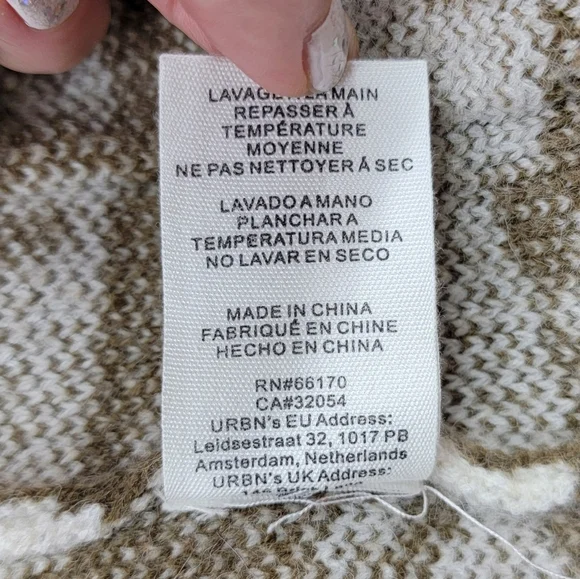 MAIN
REPASSER À
TEMPÉRATURE
MOYENNE
NE PAS NETTOYER À SEC
LAVADO A MANO
PLANCHAR A
TEMPERATURA MEDIA
NO LAVAR EN SECO
MADE IN CHINA
FABRIQUÉ EN CHINE
HECHO EN CHINA
RN#66170
CA#32054
URBN's EU Address:
Leidsestraat 32, 1017 PB
Amsterdam, Netherlands
URBN's UK Address: